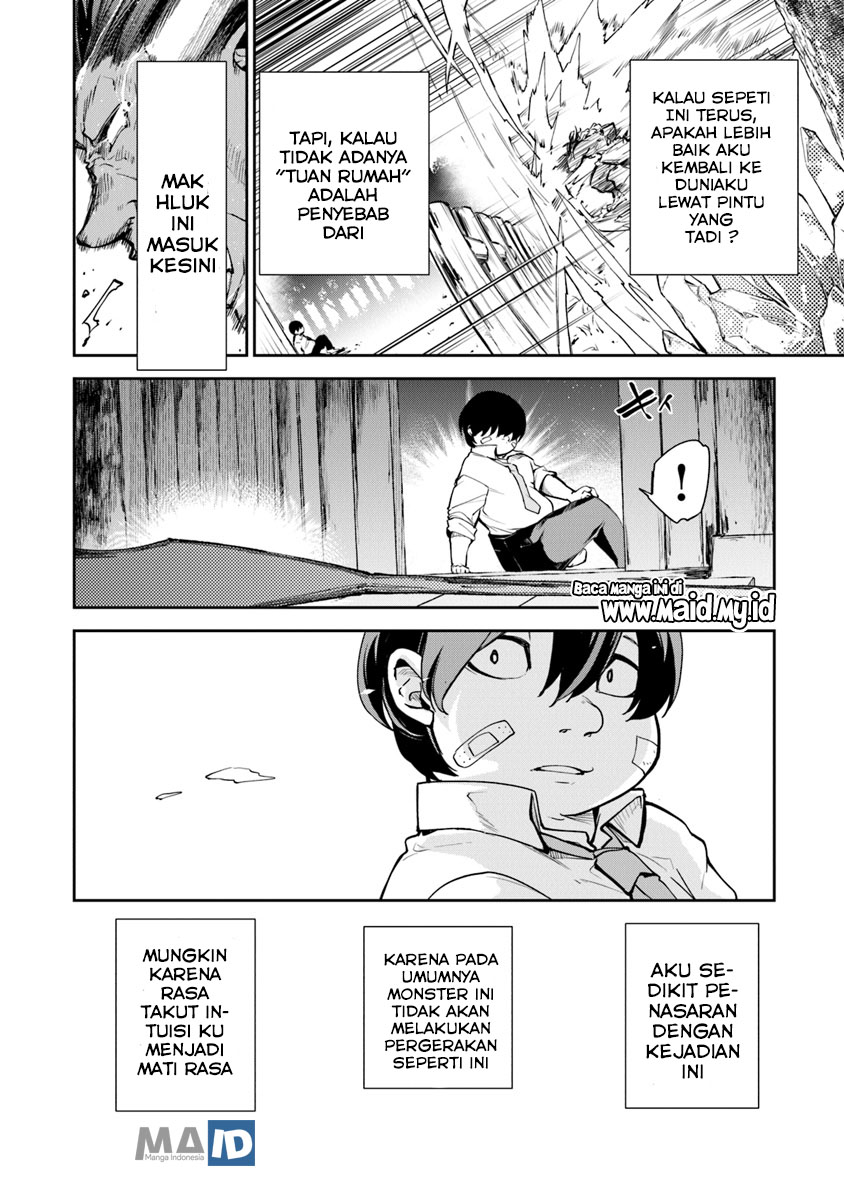 KALAU SEPETI
INI TERUS,
APAKAH LEBIH
BAIK AKU
KEMBALI KE
DUNIAKU
LEWAT PINTU
YANG
TADI ?
TAPI, KALAU
TIDAK ADANYA
"TUAN RUMAH"
ADALAH
PENYEBAB
DARI
MAK
HLUK
INI
MASUK
KESINI
!
Baca Manga ini di
www.Maid.My.id
AKU SE-
DIKIT PE-
NASARAN
DENGAN
KEJADIAN
INI
KARENA PADA
UMUMNYA
MONSTER INI
TIDAK AKAN
MELAKUKAN
PERGERAKAN
SEPERTI INI
MUNGKIN
KARENA
RASA
TAKUT IN-
TUISI KU
MENJADI
MATI RASA
MAID
Manga Indonesia